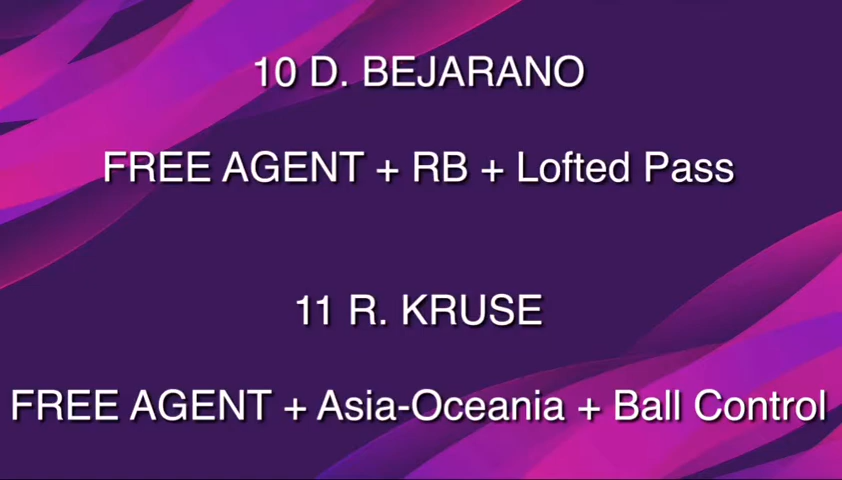 10 D. BEJARANO
FREE AGENT + RB + Lofted Pass
11 R. KRUSE
FREE AGENT + Asia-Oceania + Ball Control